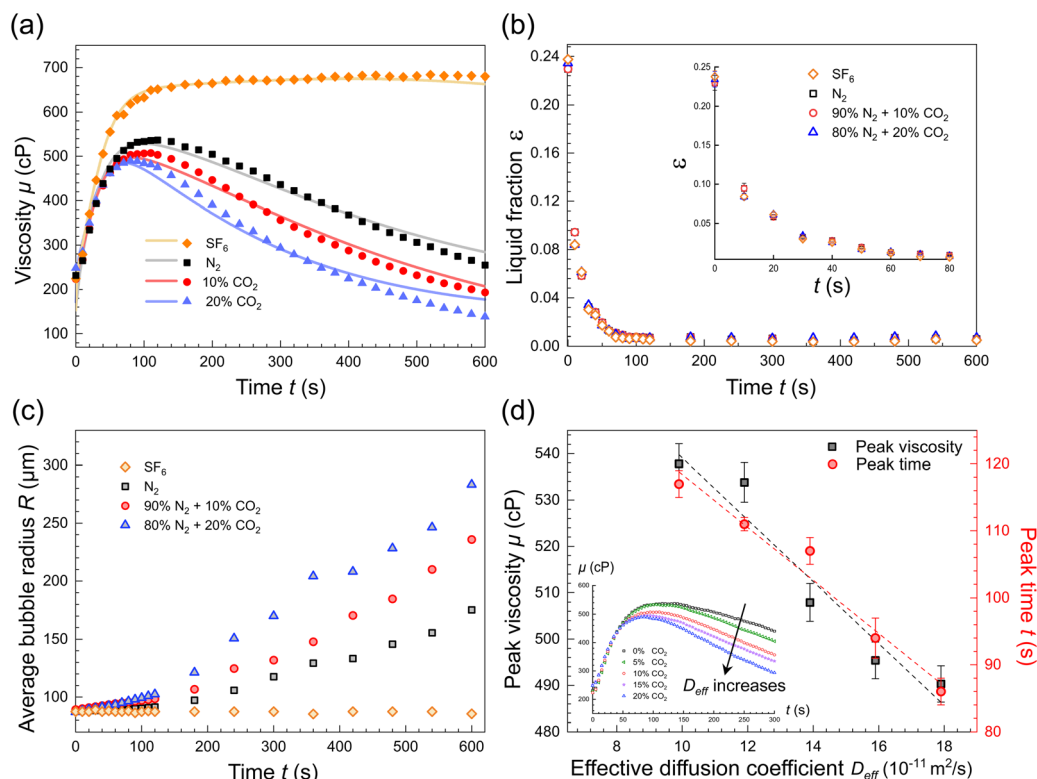 (a)
Viscosity μ (cP)
700
600
500
400
300
200
100
0
100
200
300
400
500
600
Time t (s)
SF₆
N₂
10% CO₂
20% CO₂
(b)
Liquid fraction ε
0.24
0.20
0.16
0.12
0.08
0.04
0.00
0
100
200
300
400
500
600
Time t (s)
SF₆
N₂
90% N₂ + 10% CO₂
80% N₂ + 20% CO₂
ε
0.25
0.20
0.15
0.10
0.05
0
20
40
60
80
t (s)
(c)
Average bubble radius R (μm)
300
250
200
150
100
0
100
200
300
400
500
600
Time t (s)
SF₆
N₂
90% N₂ + 10% CO₂
80% N₂ + 20% CO₂
(d)
Peak viscosity μ (cP)
540
530
520
510
500
490
480
8
10
12
14
16
18
Effective diffusion coefficient D_eff (10⁻¹¹ m²/s)
Peak time t (s)
120
110
100
90
80
Peak viscosity
Peak time
μ (cP)
600
500
400
300
200
100
0
0
50
100
150
200
250
300
t (s)
0% CO₂
5% CO₂
10% CO₂
15% CO₂
20% CO₂
D_eff increases